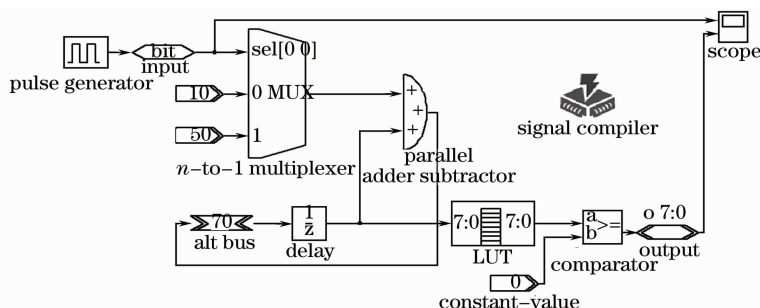 bit
input
pulse generator
sel[0 0]
0 MUX
1
10
50
n-to-1 multiplexer
+
+
+
parallel
adder subtractor
signal compiler
scope
70
alt bus
1
z
delay
7:0 7:0
LUT
a
b
>=
comparator
o 7:0
output
0
constant-value